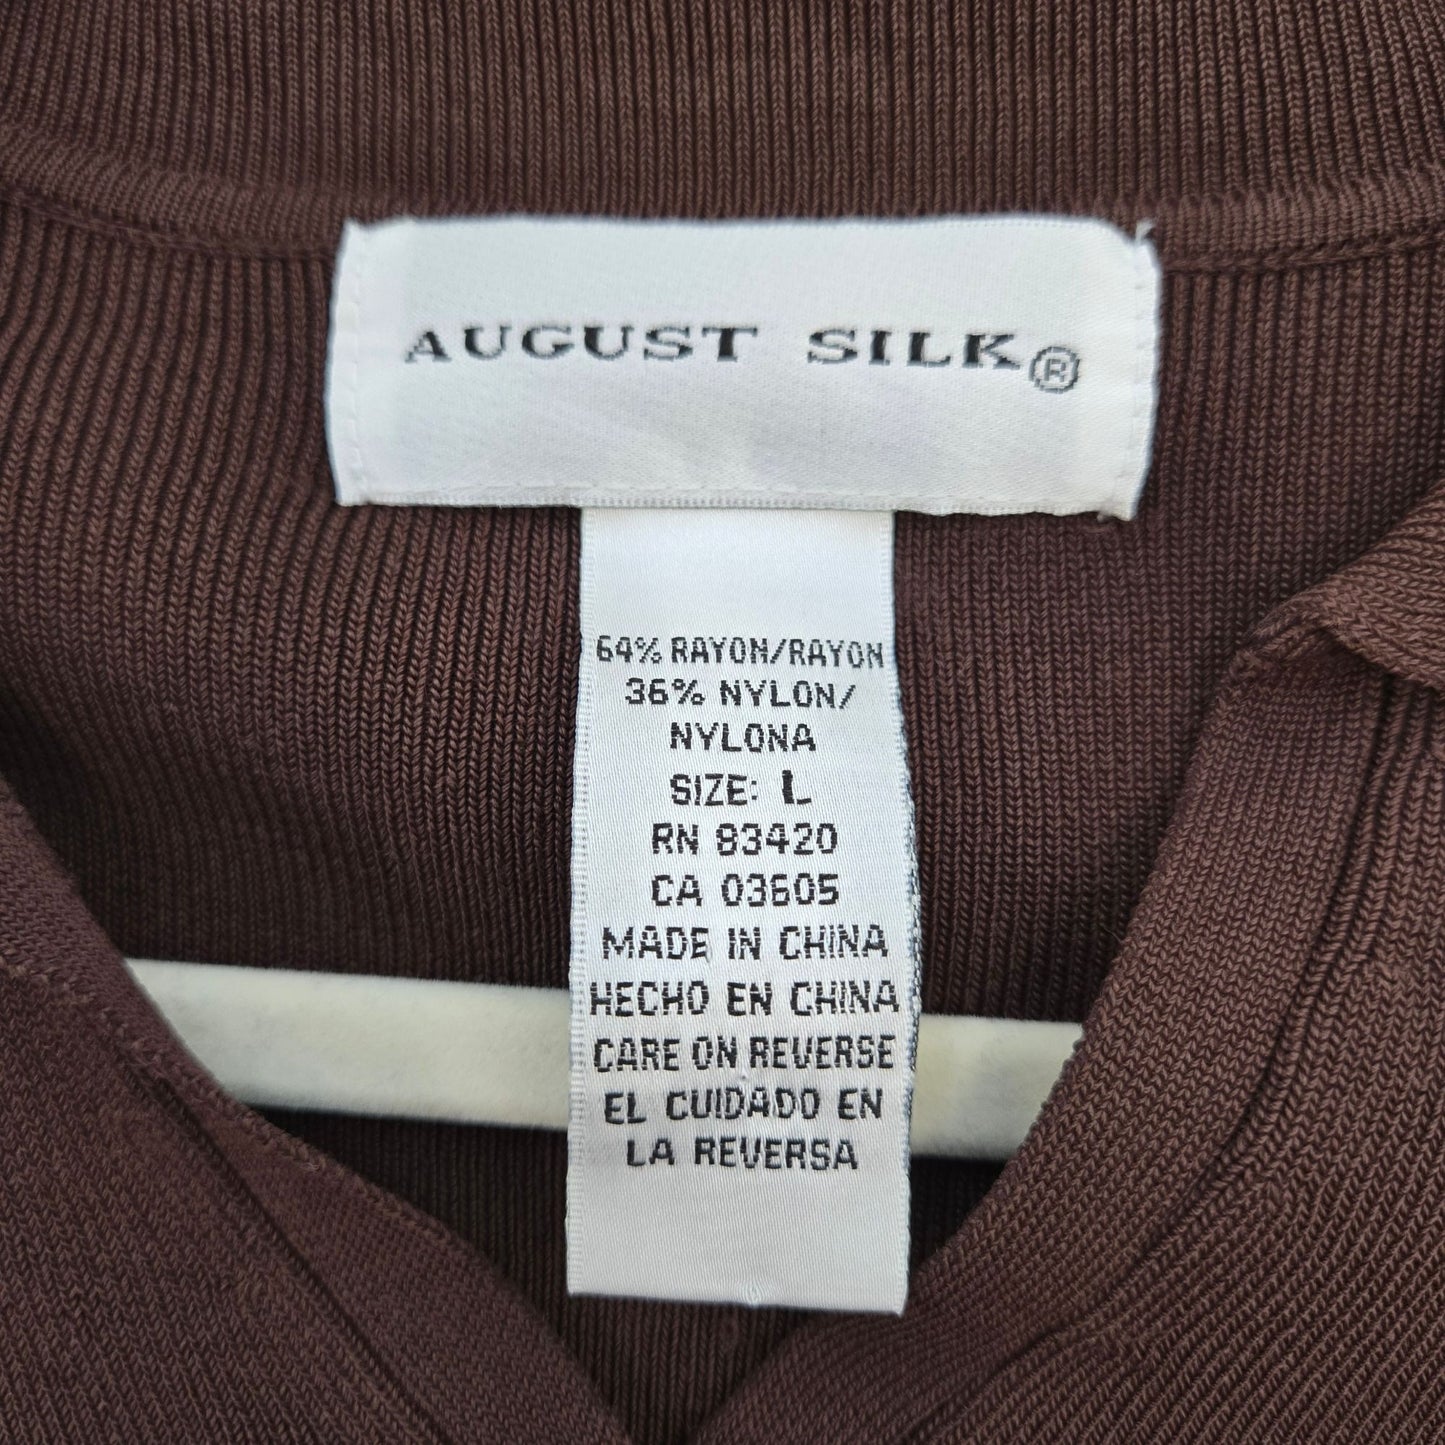 AUGUST SILK®
64% RAYON/RAYON
36% NYLON/
NYLONA
SIZE: L
RN 83420
CA 03605
MADE IN CHINA
HECHO EN CHINA
CARE ON REVERSE
EL CUIDADO EN
LA REVERSA